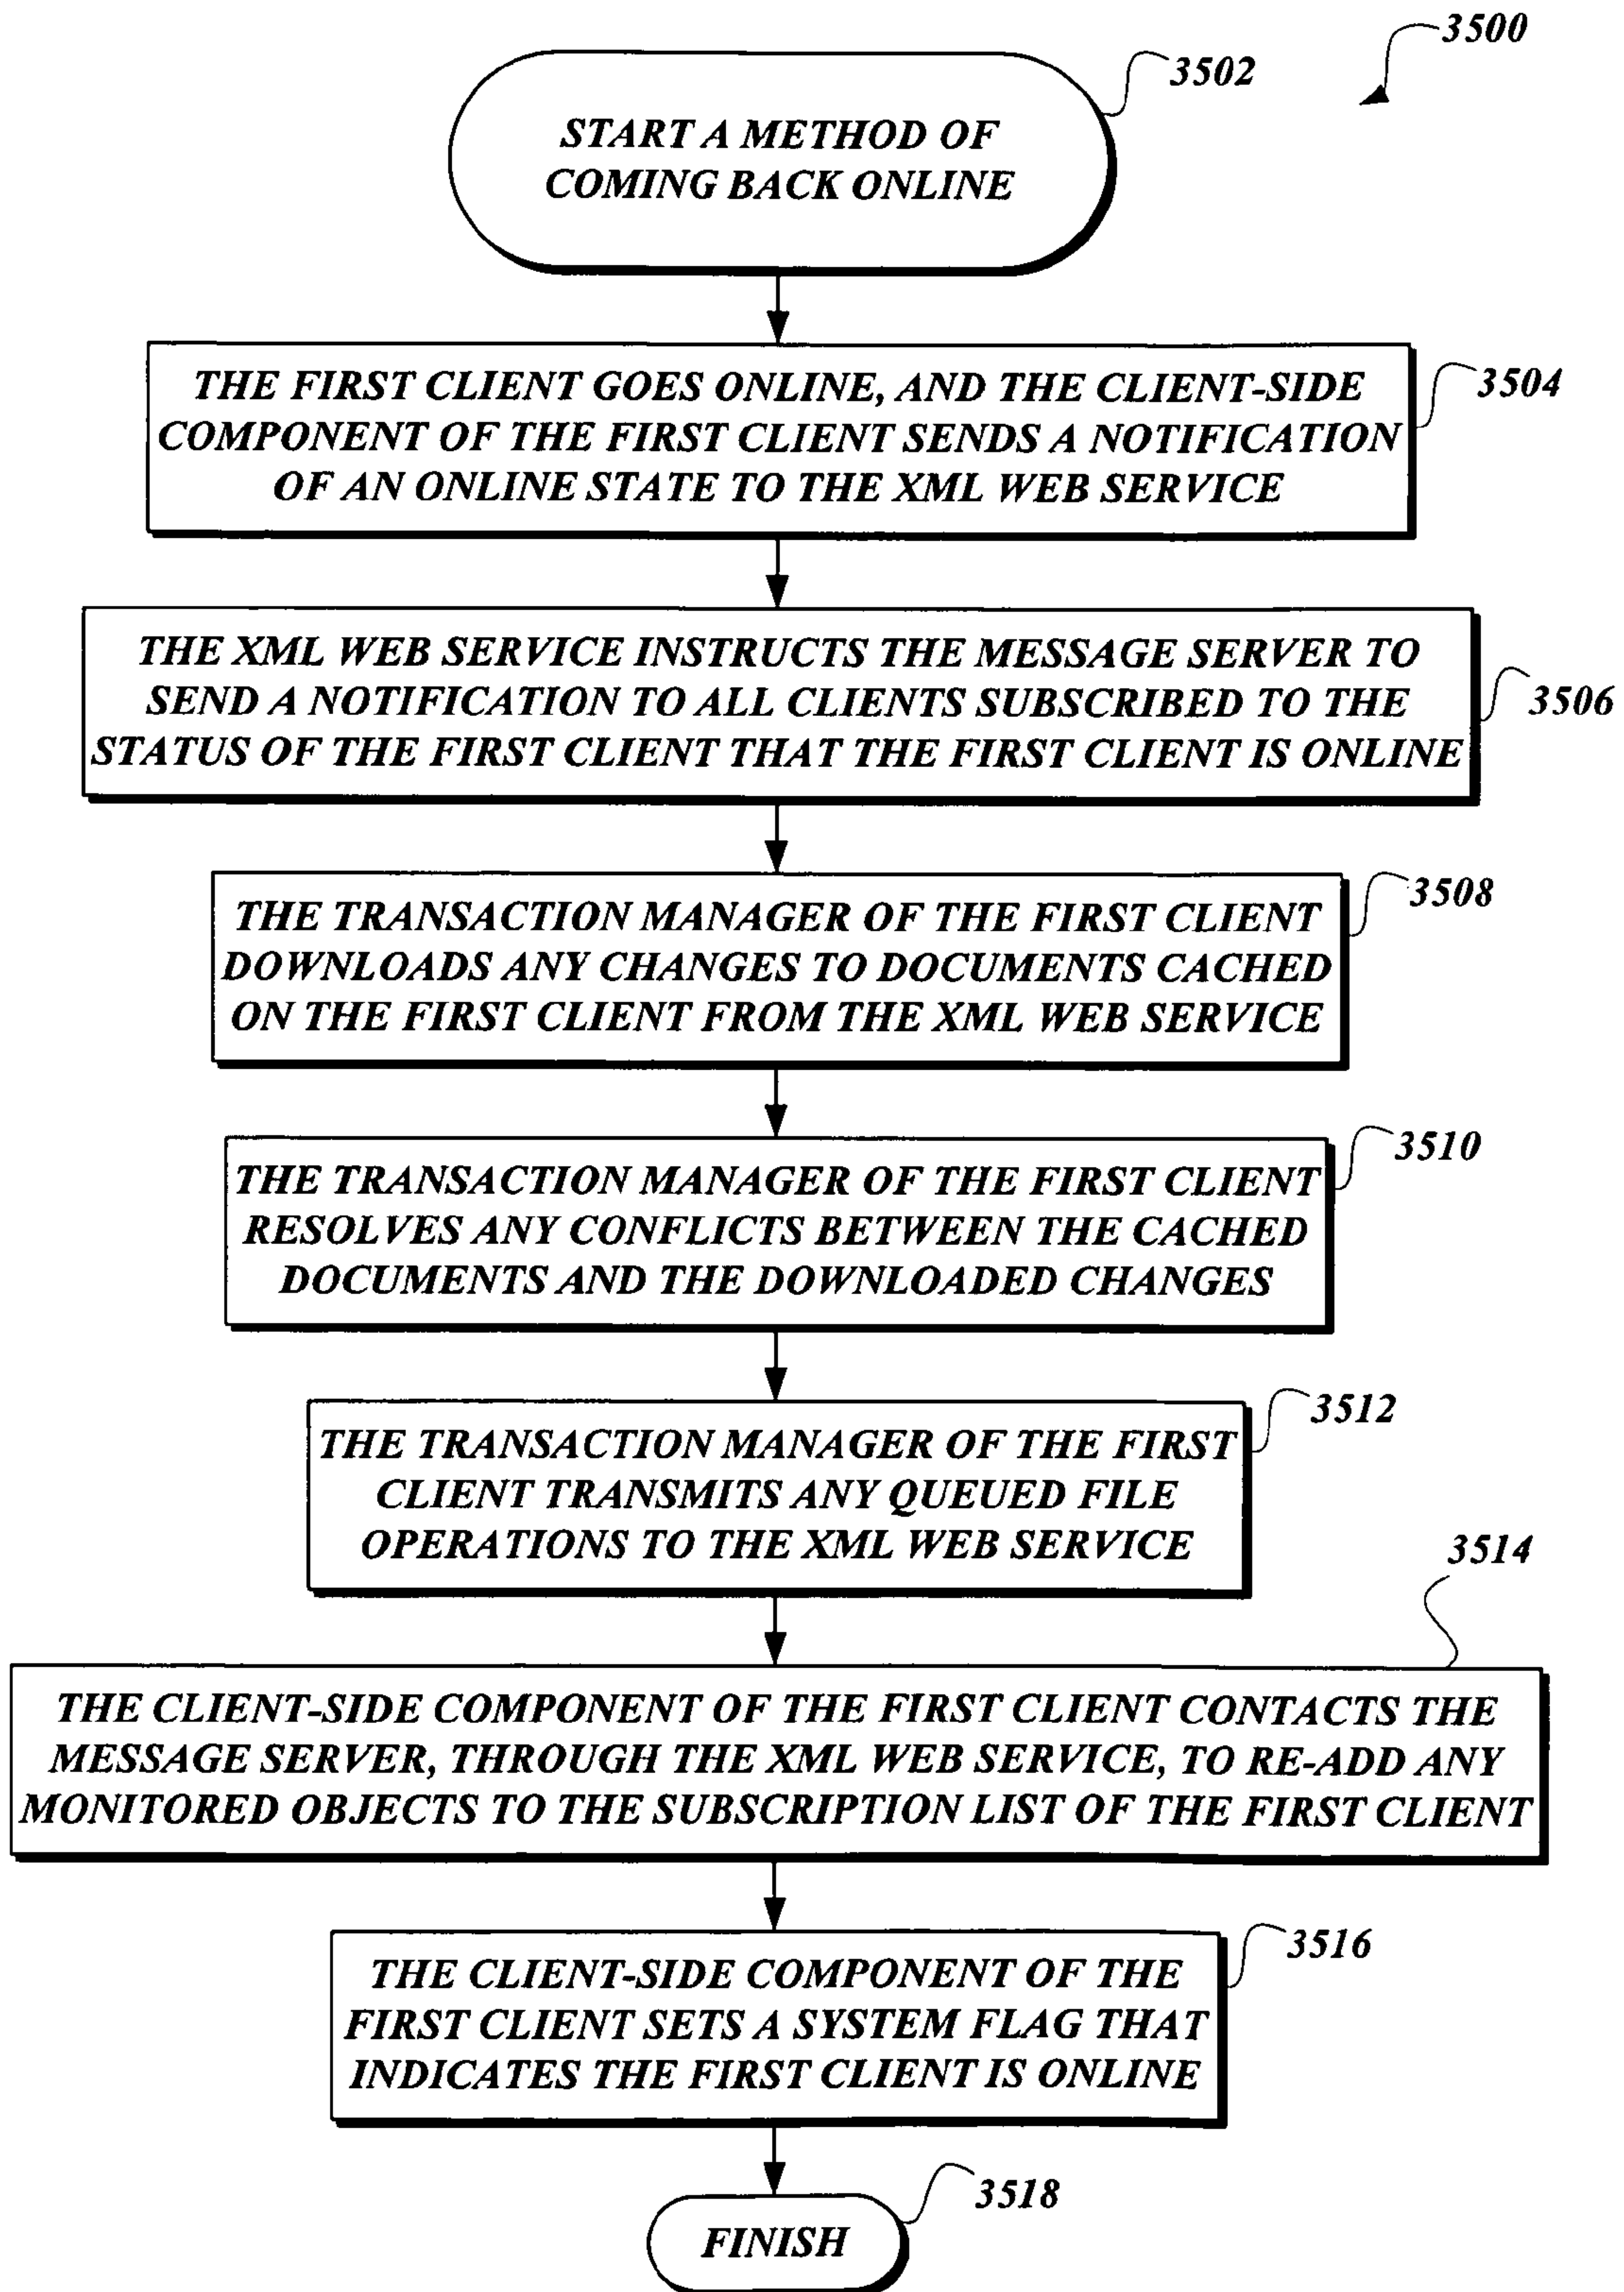 3500
3502
START A METHOD OF
COMING BACK ONLINE
3504
THE FIRST CLIENT GOES ONLINE, AND THE CLIENT-SIDE
COMPONENT OF THE FIRST CLIENT SENDS A NOTIFICATION
OF AN ONLINE STATE TO THE XML WEB SERVICE
THE XML WEB SERVICE INSTRUCTS THE MESSAGE SERVER TO
SEND A NOTIFICATION TO ALL CLIENTS SUBSCRIBED TO THE
STATUS OF THE FIRST CLIENT THAT THE FIRST CLIENT IS ONLINE
3506
3508
THE TRANSACTION MANAGER OF THE FIRST CLIENT
DOWNLOADS ANY CHANGES TO DOCUMENTS CACHED
ON THE FIRST CLIENT FROM THE XML WEB SERVICE
3510
THE TRANSACTION MANAGER OF THE FIRST CLIENT
RESOLVES ANY CONFLICTS BETWEEN THE CACHED
DOCUMENTS AND THE DOWNLOADED CHANGES
3512
THE TRANSACTION MANAGER OF THE FIRST
CLIENT TRANSMITS ANY QUEUED FILE
OPERATIONS TO THE XML WEB SERVICE
3514
THE CLIENT-SIDE COMPONENT OF THE FIRST CLIENT CONTACTS THE
MESSAGE SERVER, THROUGH THE XML WEB SERVICE, TO RE-ADD ANY
MONITORED OBJECTS TO THE SUBSCRIPTION LIST OF THE FIRST CLIENT
3516
THE CLIENT-SIDE COMPONENT OF THE
FIRST CLIENT SETS A SYSTEM FLAG THAT
INDICATES THE FIRST CLIENT IS ONLINE
3518
FINISH